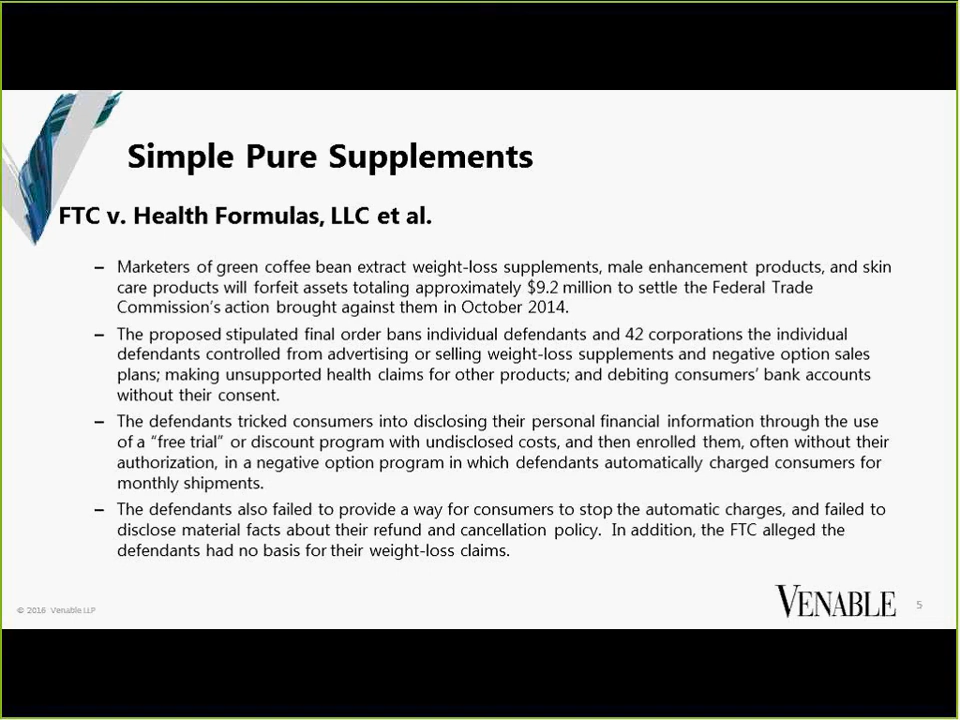 Simple Pure Supplements
FTC v. Health Formulas, LLC et al.
– Marketers of green coffee bean extract weight-loss supplements, male enhancement products, and skin
care products will forfeit assets totaling approximately $9.2 million to settle the Federal Trade
Commission’s action brought against them in October 2014.
– The proposed stipulated final order bans individual defendants and 42 corporations the individual
defendants controlled from advertising or selling weight-loss supplements and negative option sales
plans; making unsupported health claims for other products; and debiting consumers’ bank accounts
without their consent.
– The defendants tricked consumers into disclosing their personal financial information through the use
of a “free trial” or discount program with undisclosed costs, and then enrolled them, often without their
authorization, in a negative option program in which defendants automatically charged consumers for
monthly shipments.
– The defendants also failed to provide a way for consumers to stop the automatic charges, and failed to
disclose material facts about their refund and cancellation policy.  In addition, the FTC alleged the
defendants had no basis for their weight-loss claims.
© 2016 Venable LLP
VENABLE 5